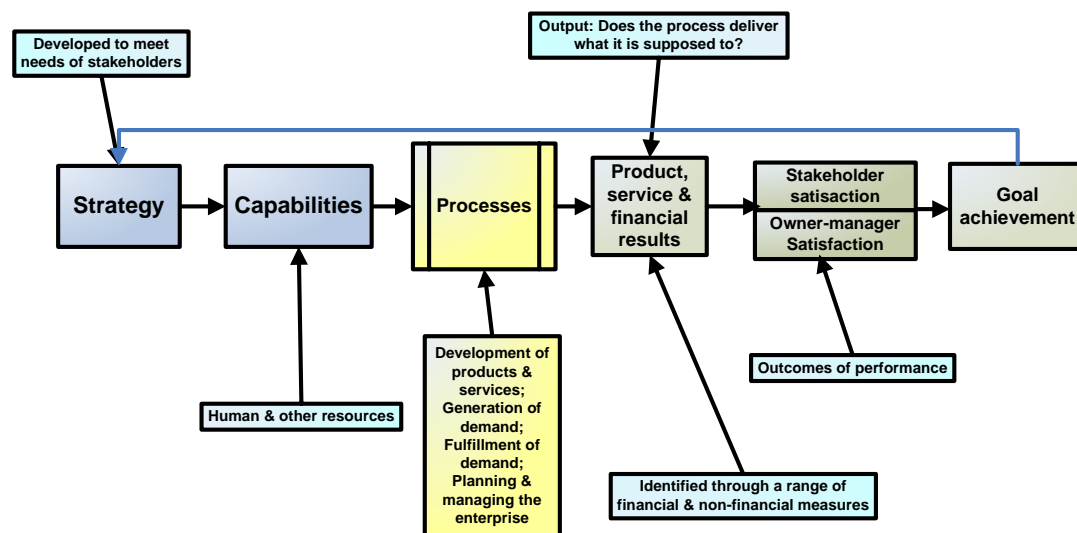 Developed to meet
needs of stakeholders
Output: Does the process deliver
what it is supposed to?
Strategy
Capabilities
Processes
Product,
service &
financial
results
Stakeholder
satisaction
Owner-manager
Satisfaction
Goal
achievement
Human & other resources
Development of
products &
services;
Generation of
demand;
Fulfillment of
demand;
Planning &
managing the
enterprise
Outcomes of performance
Identified through a range of
financial & non-financial measures